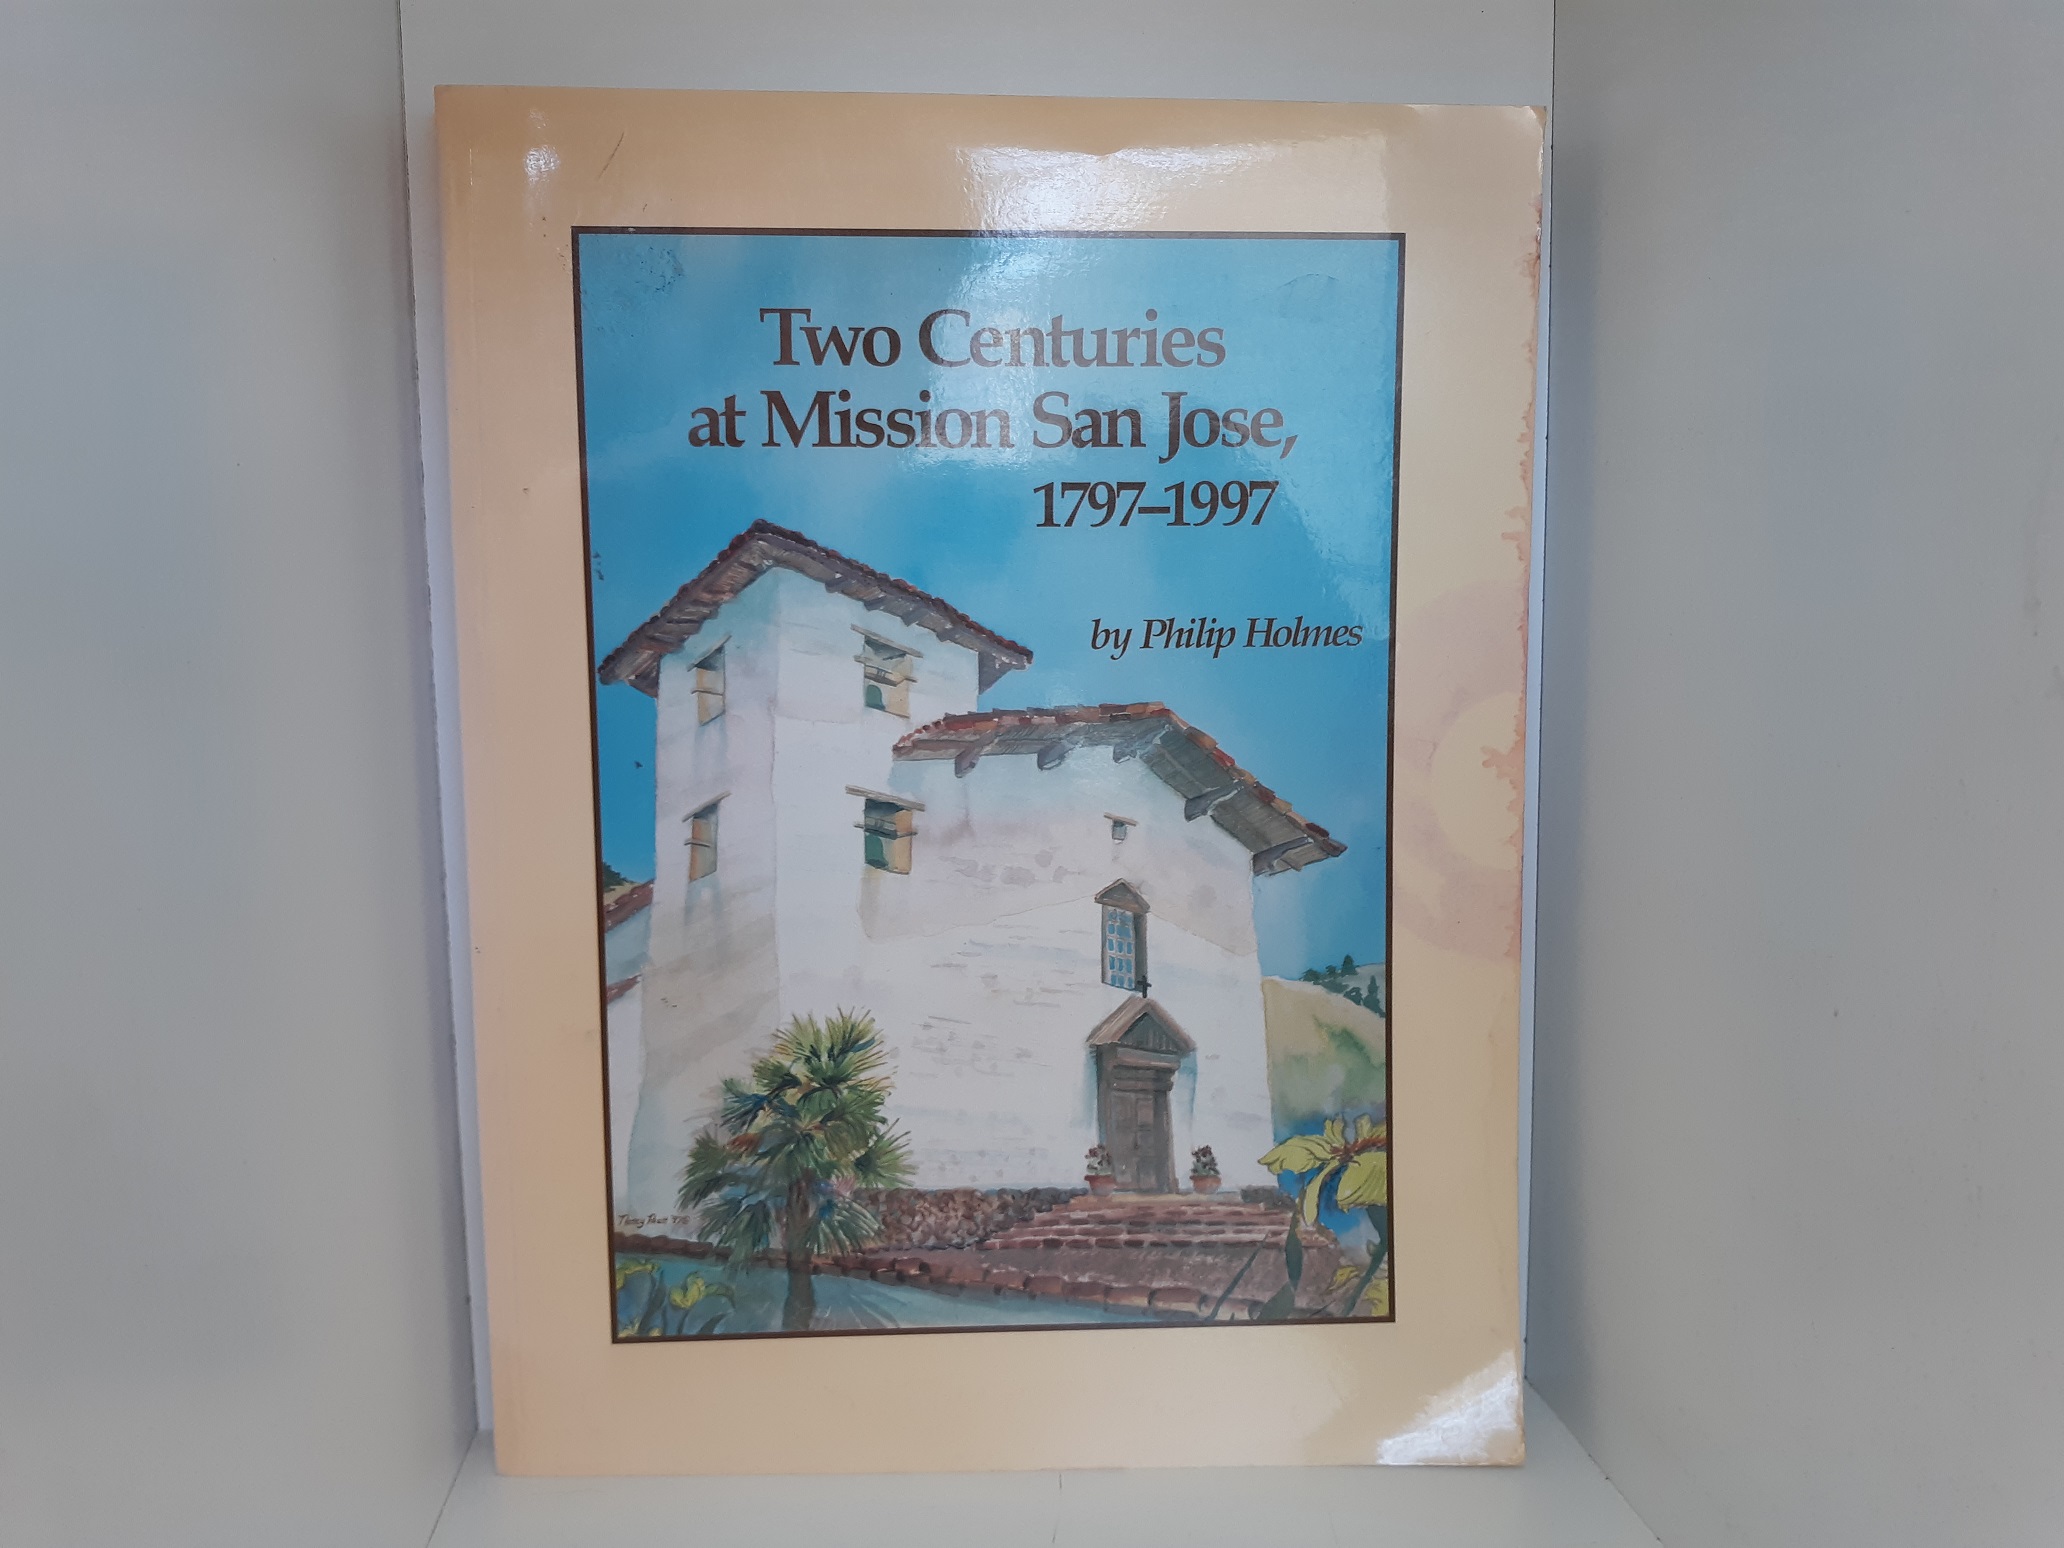 Two Centuries
at Mission San Jose,
1797–1997
by Philip Holmes